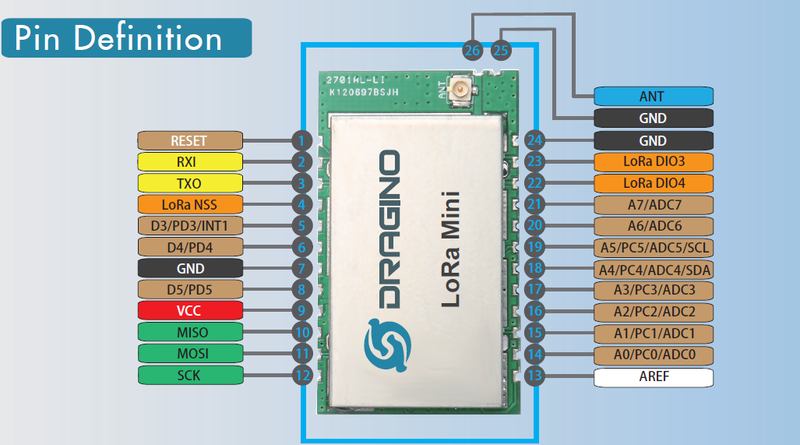 Pin Definition
26
25
2701AL-LI
K120697BSJH
ANT
ANT
GND
RESET
1
24
GND
RXI
2
23
LoRa DIO3
TXO
3
22
LoRa DIO4
LoRa NSS
4
21
A7/ADC7
D3/PD3/INT1
5
20
A6/ADC6
D4/PD4
6
19
A5/PC5/ADC5/SCL
GND
7
18
A4/PC4/ADC4/SDA
D5/PD5
8
17
A3/PC3/ADC3
VCC
9
16
A2/PC2/ADC2
MISO
10
15
A1/PC1/ADC1
MOSI
11
14
A0/PC0/ADC0
SCK
12
13
AREF
DRAGINO
LoRa Mini